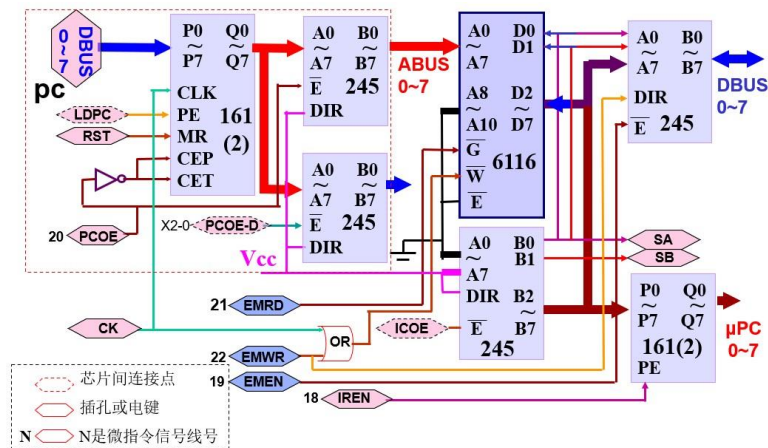 DBUS
0
~
7
pc
P0 Q0
~ ~
P7 Q7
CLK
PE 161
MR (2)
CEP
CET
A0 B0
~ ~
A7 B7
E 245
DIR
ABUS
0~7
A0 D0
~ D1
A7
A8 D2
~ ~
A10 D7
G 6116
W
E
A0 B0
~ ~
A7 B7
DIR
E 245
DBUS
0~7
LDPC
RST
20 PCOE
X2-0 PCOE-D
A0 B0
~ ~
A7 B7
E 245
DIR
Vcc
A0 B0
~ B1
A7
DIR B2
~
E B7
245
SA
SB
P0 Q0
~ ~
P7 Q7
161(2)
PE
μPC
0~7
21 EMRD
CK
OR
ICOE
22 EMWR
19 EMEN
18 IREN
芯片间连接点
插孔或电键
N N是微指令信号线号